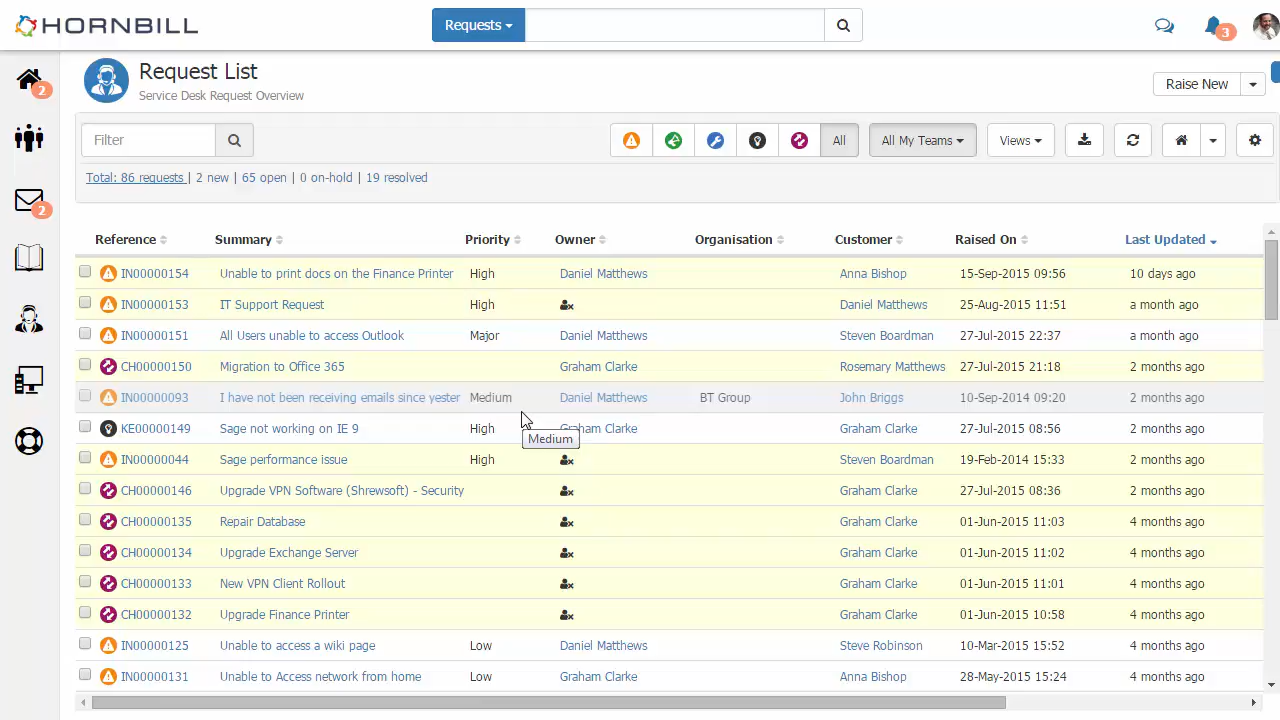 HORNBILL Requests 3
2 Request List
Service Desk Request Overview Raise New
Filter All All My Teams Views
Total: 86 requests | 2 new | 65 open | 0 on-hold | 19 resolved
2
Reference Summary Priority Owner Organisation Customer Raised On Last Updated
IN00000154 Unable to print docs on the Finance Printer High Daniel Matthews Anna Bishop 15-Sep-2015 09:56 10 days ago
IN00000153 IT Support Request High Daniel Matthews 25-Aug-2015 11:51 a month ago
IN00000151 All Users unable to access Outlook Major Daniel Matthews Steven Boardman 27-Jul-2015 22:37 a month ago
CH00000150 Migration to Office 365 Graham Clarke Rosemary Matthews 27-Jul-2015 21:18 2 months ago
IN00000093 I have not been receiving emails since yester Medium Daniel Matthews BT Group John Briggs 10-Sep-2014 09:20 2 months ago
KE00000149 Sage not working on IE 9 High Graham Clarke Graham Clarke 27-Jul-2015 08:56 2 months ago
Medium
IN00000044 Sage performance issue High Steven Boardman 19-Feb-2014 15:33 2 months ago
CH00000146 Upgrade VPN Software (Shrewsoft) - Security Graham Clarke 27-Jul-2015 08:36 2 months ago
CH00000135 Repair Database Graham Clarke 01-Jun-2015 11:03 4 months ago
CH00000134 Upgrade Exchange Server Graham Clarke 01-Jun-2015 11:02 4 months ago
CH00000133 New VPN Client Rollout Graham Clarke 01-Jun-2015 11:01 4 months ago
CH00000132 Upgrade Finance Printer Graham Clarke 01-Jun-2015 10:58 4 months ago
IN00000125 Unable to access a wiki page Low Daniel Matthews Steve Robinson 10-Mar-2015 15:52 4 months ago
IN00000131 Unable to Access network from home Low Graham Clarke Anna Bishop 28-May-2015 15:24 4 months ago